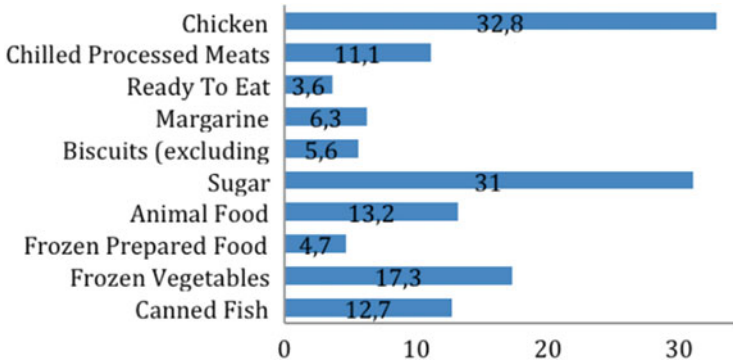 Chicken 32,8
Chilled Processed Meats 11,1
Ready To Eat 3,6
Margarine 6,3
Biscuits (excluding 5,6
Sugar 31
Animal Food 13,2
Frozen Prepared Food 4,7
Frozen Vegetables 17,3
Canned Fish 12,7
0 10 20 30